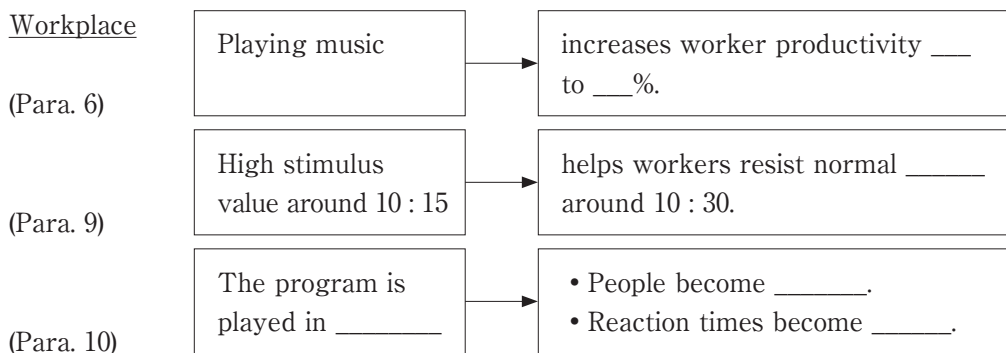 Workplace
(Para. 6)
Playing music
increases worker productivity ___
to ___%.
(Para. 9)
High stimulus
value around 10 : 15
helps workers resist normal ______
around 10 : 30.
(Para. 10)
The program is
played in ________
• People become _______.
• Reaction times become ______.